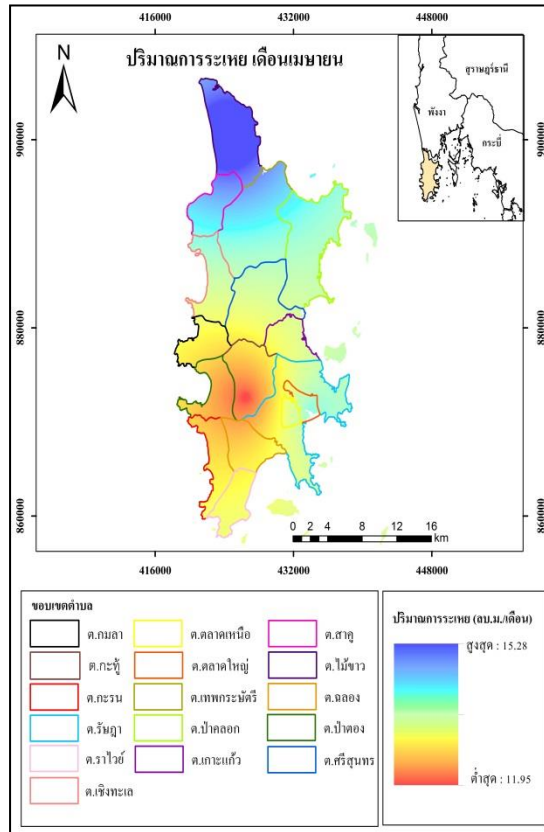 416000 432000 448000
N
ปริมาณการระเหย เดือนเมษายน
สุราษฎร์ธานี
พังงา
กระบี่
900000 900000
880000 880000
860000 860000
0 2 4 8 12 16
km
416000 432000 448000
ขอบเขตตำบล
ต.กมลา
ต.กะทู้
ต.กะรน
ต.รัษฎา
ต.ราไวย์
ต.เชิงทะเล
ต.ตลาดเหนือ
ต.ตลาดใหญ่
ต.เทพกระษัตรี
ต.ป่าคลอก
ต.เกาะแก้ว
ต.สาคู
ต.ไม้ขาว
ต.ฉลอง
ต.ป่าตอง
ต.ศรีสุนทร
ปริมาณการระเหย (ลบ.ม./เดือน)
สูงสุด : 15.28
ต่ำสุด : 11.95